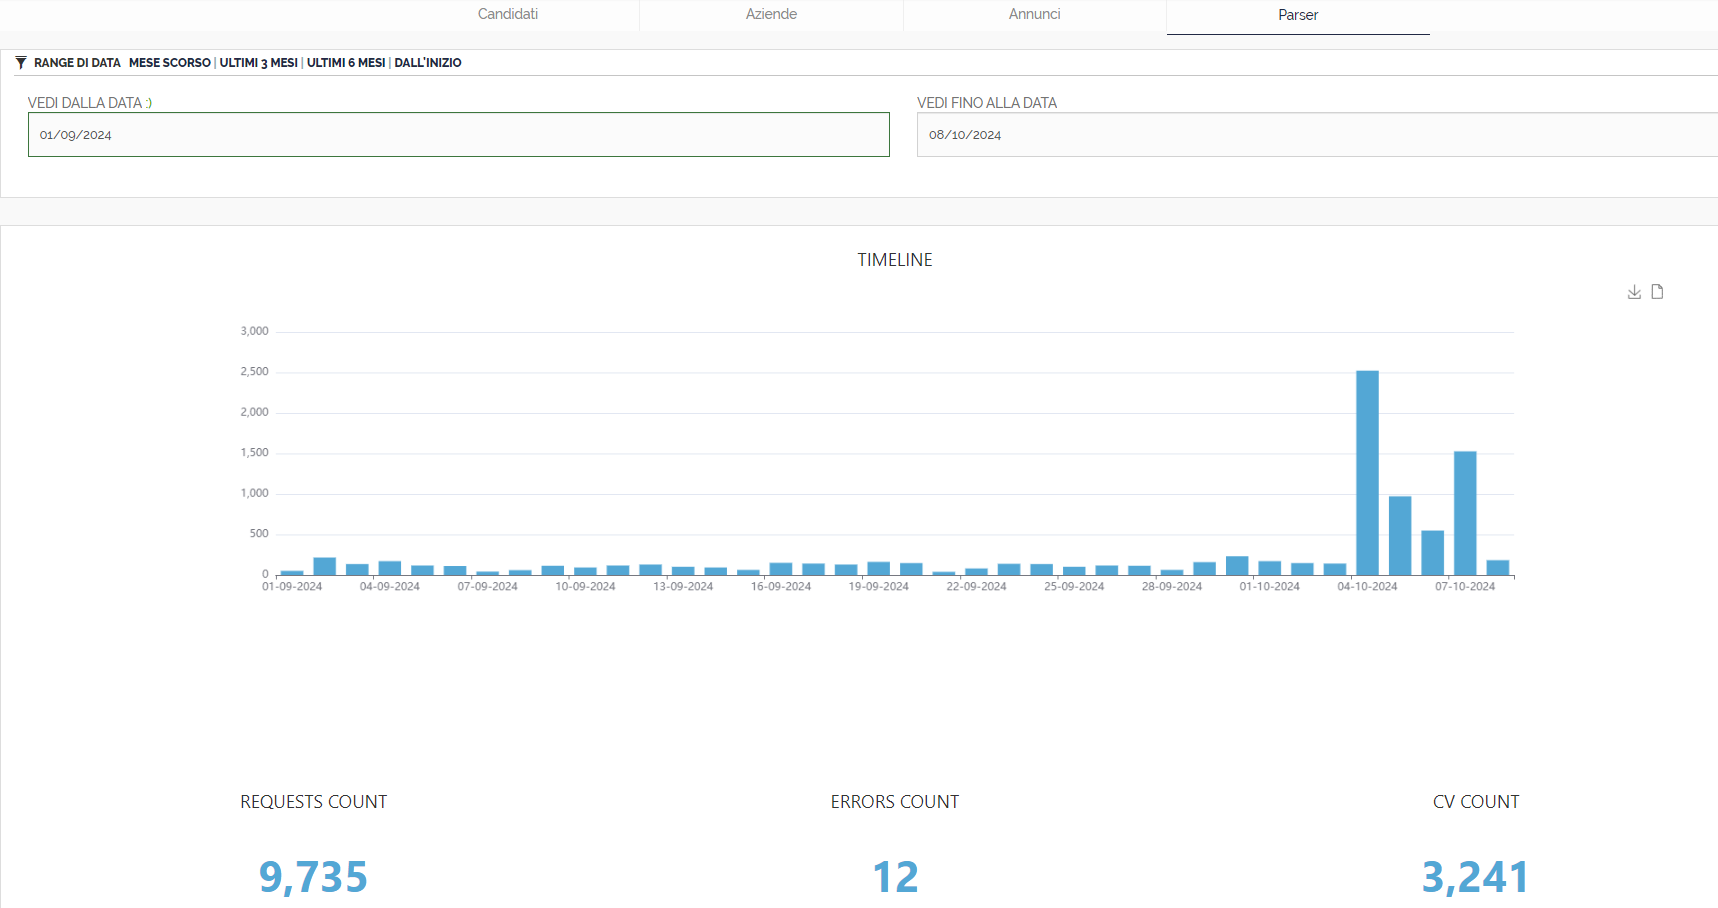 Candidati Aziende Annunci Parser
RANGE DI DATA MESE SCORSO | ULTIMI 3 MESI | ULTIMI 6 MESI | DALL'INIZIO
VEDI DALLA DATA :) VEDI FINO ALLA DATA
01/09/2024 08/10/2024
TIMELINE
3,000
2,500
2,000
1,500
1,000
500
0
01-09-2024 04-09-2024 07-09-2024 10-09-2024 13-09-2024 16-09-2024 19-09-2024 22-09-2024 25-09-2024 28-09-2024 01-10-2024 04-10-2024 07-10-2024
REQUESTS COUNT ERRORS COUNT CV COUNT
9,735 12 3,241